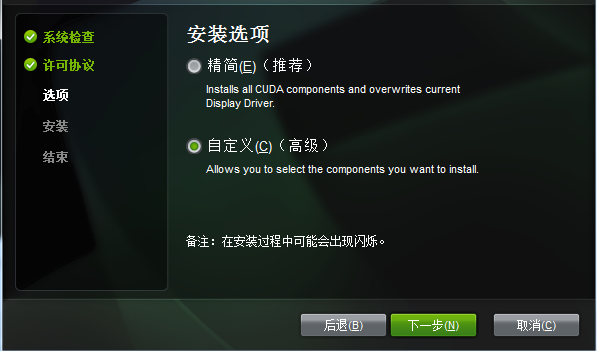 系统检查
许可协议
选项
安装
结束
安装选项
精简(E)（推荐）
Installs all CUDA components and overwrites current
Display Driver.
自定义(C)（高级）
Allows you to select the components you want to install.
备注：在安装过程中可能会出现闪烁。
后退(B)
下一步(N)
取消(C)